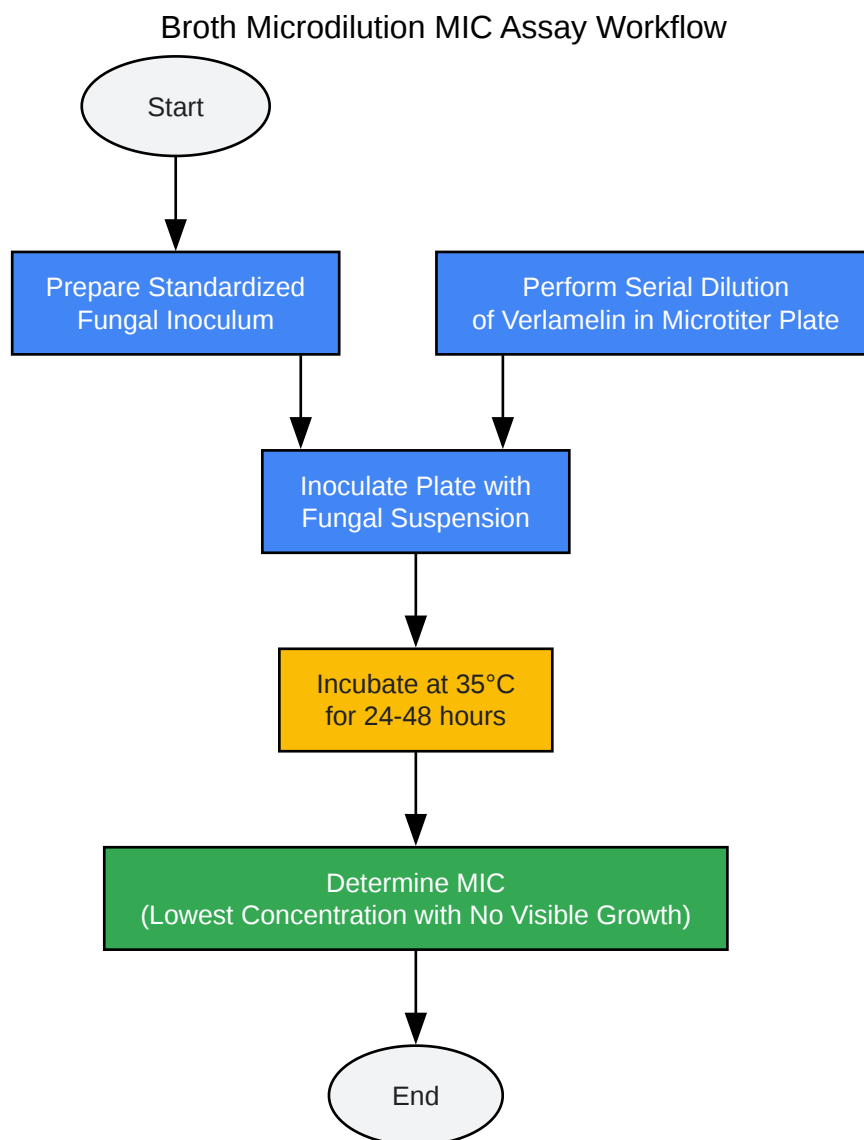 Broth Microdilution MIC Assay Workflow
Start
Prepare Standardized
Fungal Inoculum
Perform Serial Dilution
of Verlamelin in Microtiter Plate
Inoculate Plate with
Fungal Suspension
Incubate at 35°C
for 24-48 hours
Determine MIC
(Lowest Concentration with No Visible Growth)
End